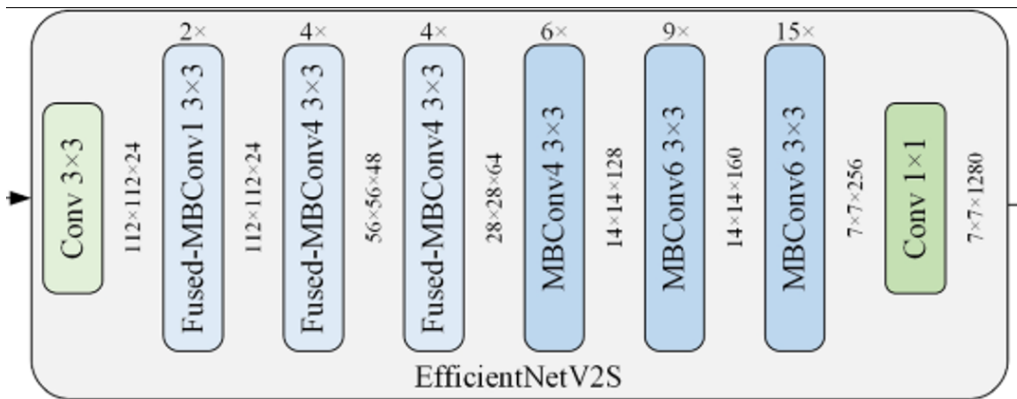 2×
4×
4×
6×
9×
15×
Conv 3×3
112×112×24
Fused-MBConv1 3×3
112×112×24
Fused-MBConv4 3×3
56×56×48
Fused-MBConv4 3×3
28×28×64
MBConv4 3×3
14×14×128
MBConv6 3×3
14×14×160
MBConv6 3×3
7×7×256
Conv 1×1
7×7×1280
EfficientNetV2S